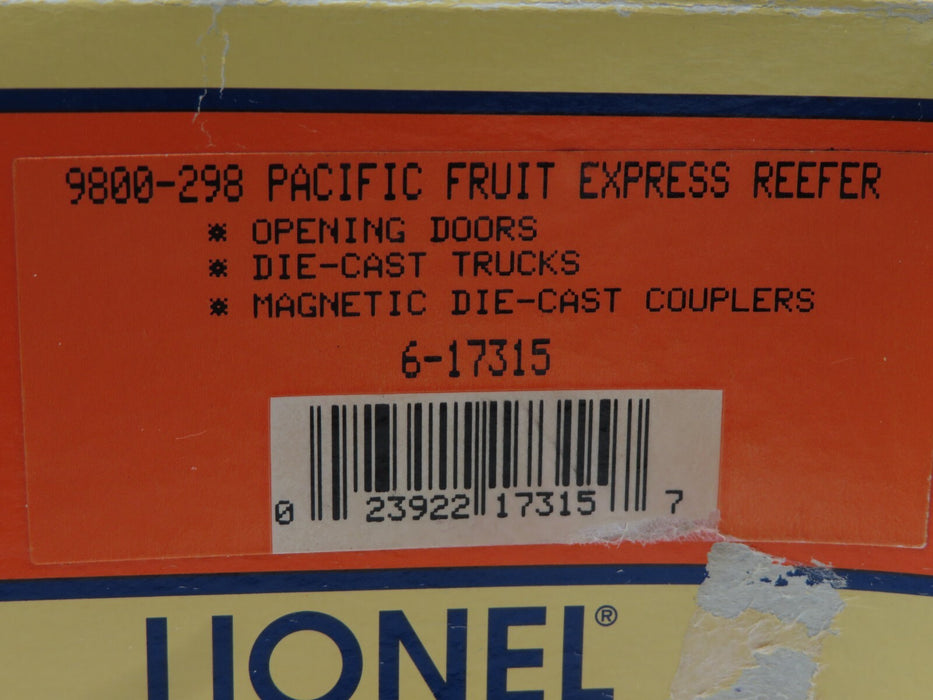 9800-298 PACIFIC FRUIT EXPRESS REEFER
* OPENING DOORS
* DIE-CAST TRUCKS
* MAGNETIC DIE-CAST COUPLERS
6-17315
0 23922 17315 7
LIONEL®